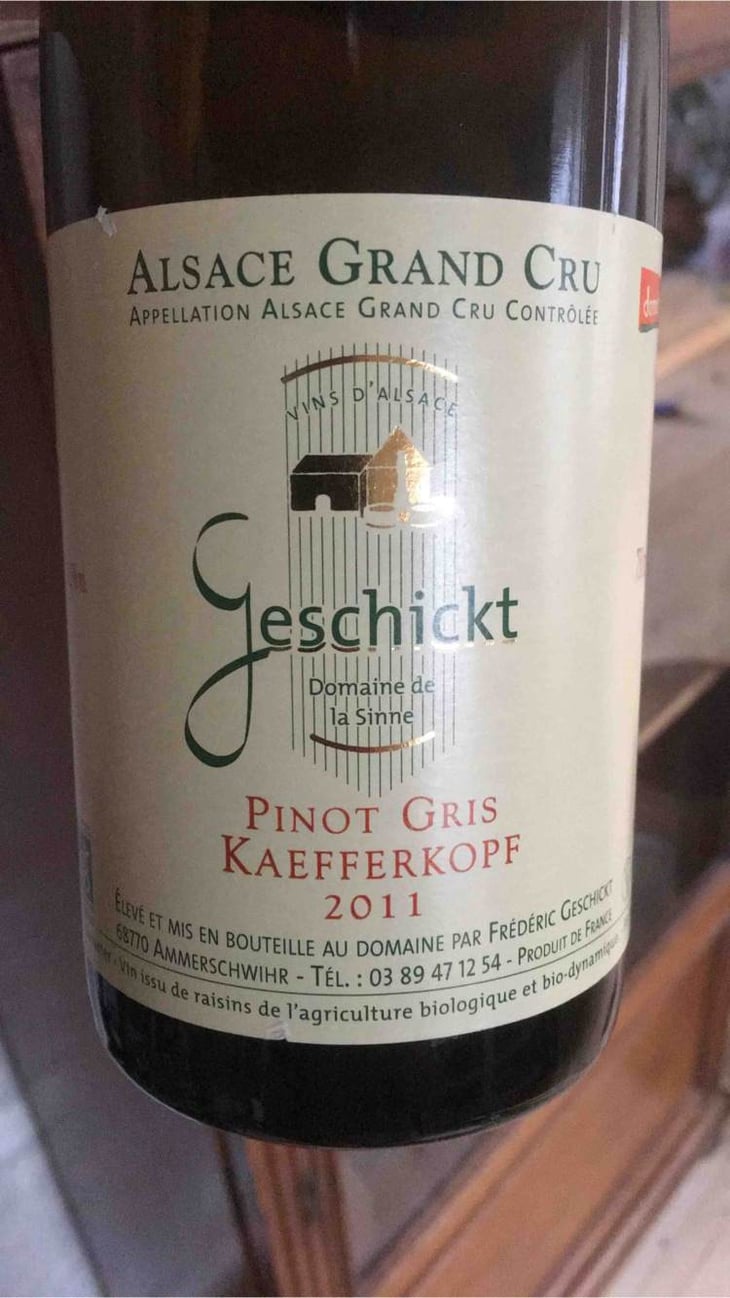 ALSACE GRAND CRU
APPELLATION ALSACE GRAND CRU CONTRÔLÉE
VINS D'ALSACE
Geschickt
Domaine de
la Sinne
PINOT GRIS
KAEFFERKOPF
2011
ÉLEVÉ ET MIS EN BOUTEILLE AU DOMAINE PAR FRÉDÉRIC GESCHICKT
68770 AMMERSCHWIHR - TÉL. : 03 89 47 12 54 - PRODUIT DE FRANCE
Vin issu de raisins de l'agriculture biologique et bio-dynamique